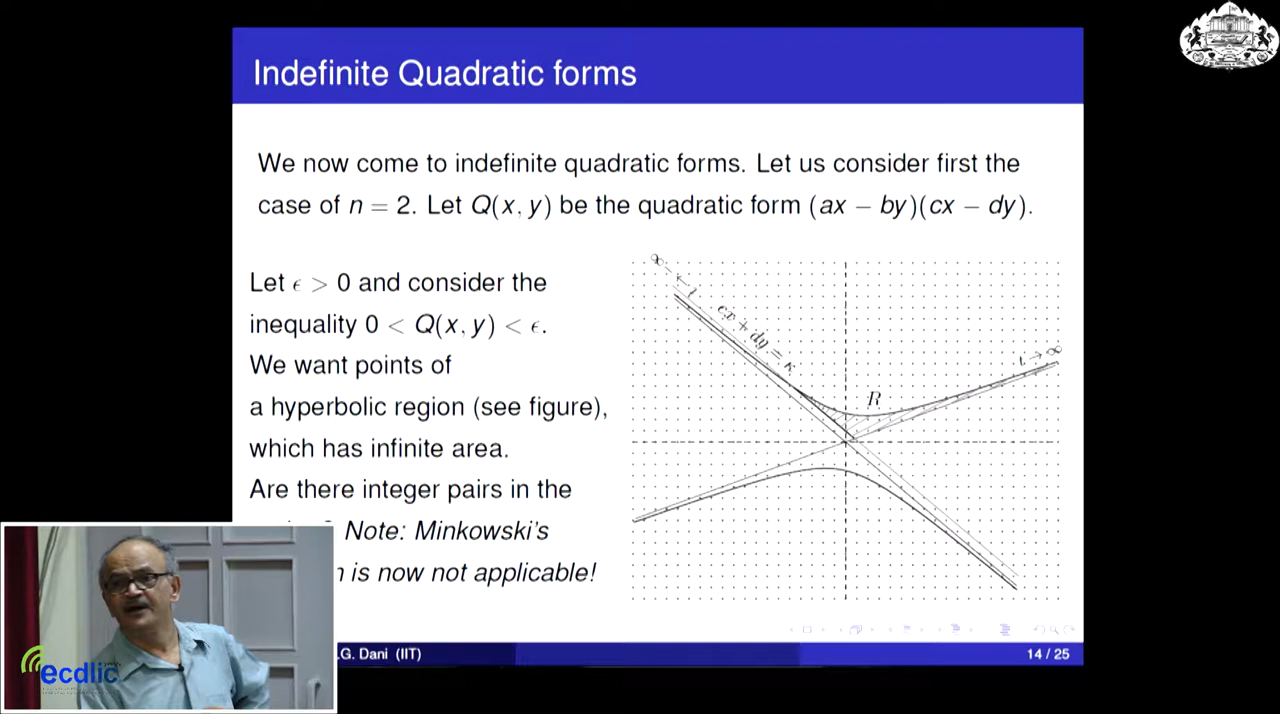 Indefinite Quadratic forms
We now come to indefinite quadratic forms. Let us consider first the
case of n = 2. Let Q(x, y) be the quadratic form (ax − by)(cx − dy).
Let ϵ > 0 and consider the
inequality 0 < Q(x, y) < ϵ.
We want points of
a hyperbolic region (see figure),
which has infinite area.
Are there integer pairs in the
Note: Minkowski's
is now not applicable!
cx + dy = κ
R
t → ∞
ecdlic
.G. Dani (IIT)
14 / 25